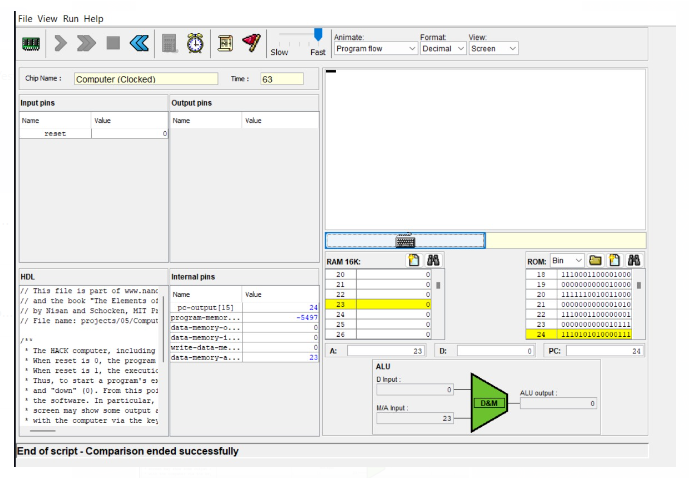 File View Run Help
Slow Fast
Animate: Format: View:
Program flow Decimal Screen
Chip Name : Computer (Clocked) Time : 63
Input pins
Name Value
reset 0
Output pins
Name Value
HDL
// This file is part of www.nand
// and the book "The Elements of
// by Nisan and Schocken, MIT Pr
// File name: projects/05/Comput
/**
* The HACK computer, including
* When reset is 0, the program
* When reset is 1, the executio
* Thus, to start a program's ex
* and "down" (0). From this poi
* the software. In particular,
* screen may show some output a
* with the computer via the key
Internal pins
Name Value
pc-output[15] 24
program-memor... -5497
data-memory-o... 0
data-memory-i... 0
write-data-me... 0
data-memory-a... 23
RAM 16K:
20 0
21 0
22 0
23 0
24 0
25 0
26 0
ROM: Bin
18 1110001100001000
19 0000000000010000
20 1111110010011000
21 0000000000001010
22 1110001100000001
23 0000000000010111
24 1110101010000111
A: 23 D: 0 PC: 24
ALU
D Input :
0
M/A Input :
23
D&M
ALU output :
0
End of script - Comparison ended successfully